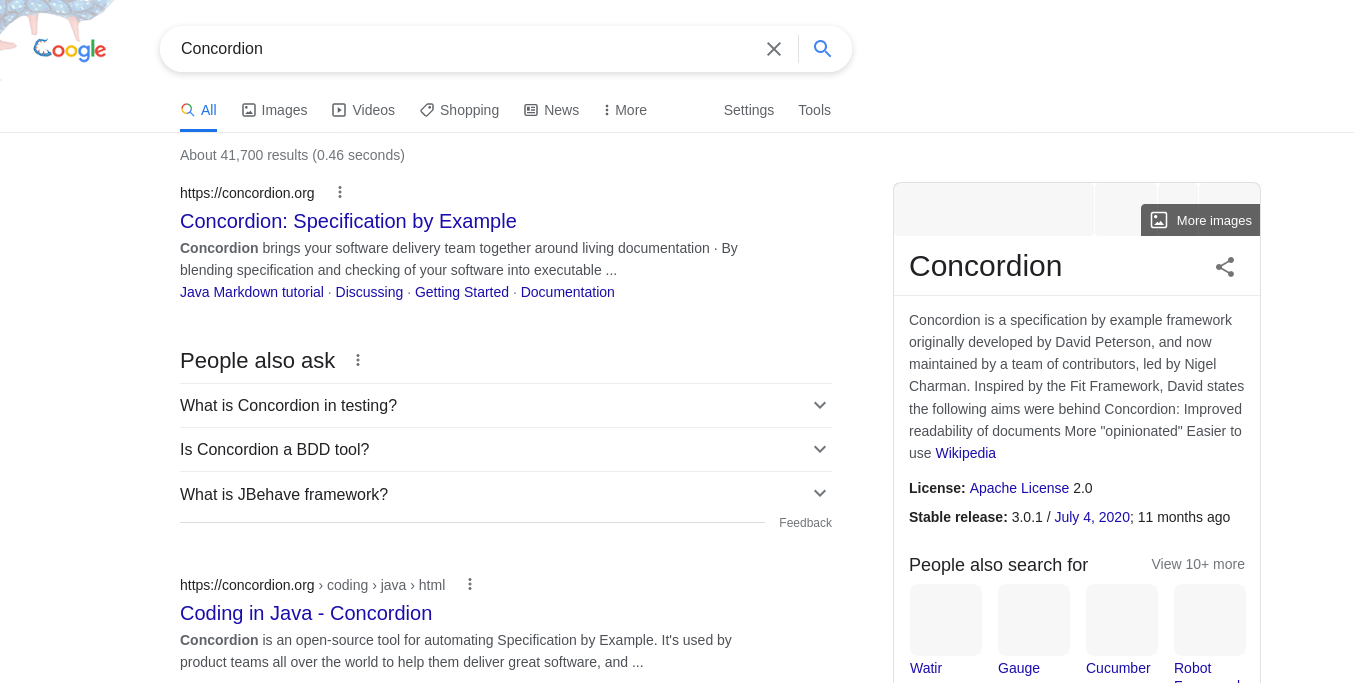 Google
Concordion
All
Images
Videos
Shopping
News
More
Settings
Tools
About 41,700 results (0.46 seconds)
https://concordion.org
Concordion: Specification by Example
Concordion brings your software delivery team together around living documentation · By
blending specification and checking of your software into executable ...
Java Markdown tutorial · Discussing · Getting Started · Documentation
People also ask
What is Concordion in testing?
Is Concordion a BDD tool?
What is JBehave framework?
Feedback
https://concordion.org › coding › java › html
Coding in Java - Concordion
Concordion is an open-source tool for automating Specification by Example. It's used by
product teams all over the world to help them deliver great software, and ...
More images
Concordion
Concordion is a specification by example framework
originally developed by David Peterson, and now
maintained by a team of contributors, led by Nigel
Charman. Inspired by the Fit Framework, David states
the following aims were behind Concordion: Improved
readability of documents More "opinionated" Easier to
use Wikipedia
License: Apache License 2.0
Stable release: 3.0.1 / July 4, 2020; 11 months ago
People also search for
View 10+ more
Watir
Gauge
Cucumber
Robot